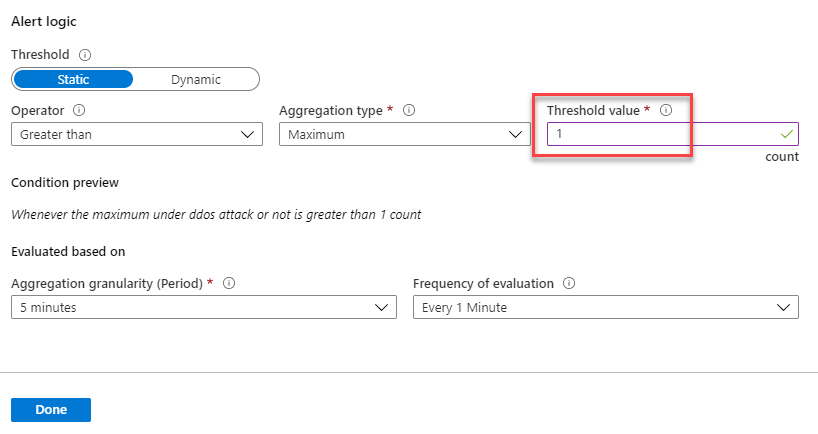 Alert logic
Threshold
Static Dynamic
Operator Aggregation type * Threshold value *
Greater than Maximum 1
count
Condition preview
Whenever the maximum under ddos attack or not is greater than 1 count
Evaluated based on
Aggregation granularity (Period) * Frequency of evaluation
5 minutes Every 1 Minute
Done